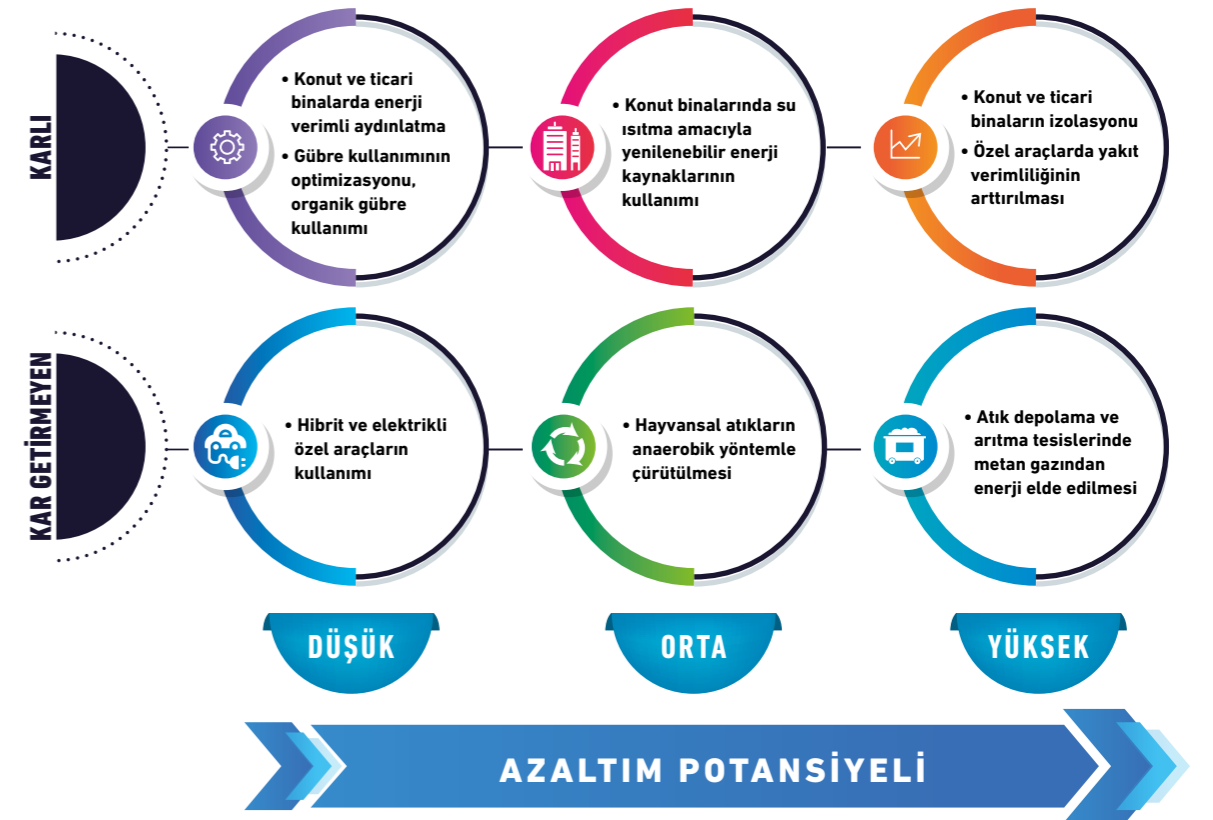 KARLI
• Konut ve ticari
binalarda enerji
verimli aydınlatma
• Gübre kullanımının
optimizasyonu,
organik gübre
kullanımı
• Konut binalarında su
ısıtma amacıyla
yenilenebilir enerji
kaynaklarının
kullanımı
• Konut ve ticari
binaların izolasyonu
• Özel araçlarda yakıt
verimliliğinin
arttırılması
KAR GETİRMEYEN
• Hibrit ve elektrikli
özel araçların
kullanımı
• Hayvansal atıkların
anaerobik yöntemle
çürütülmesi
• Atık depolama ve
arıtma tesislerinde
metan gazından
enerji elde edilmesi
DÜŞÜK
ORTA
YÜKSEK
AZALTIM POTANSİYELİ